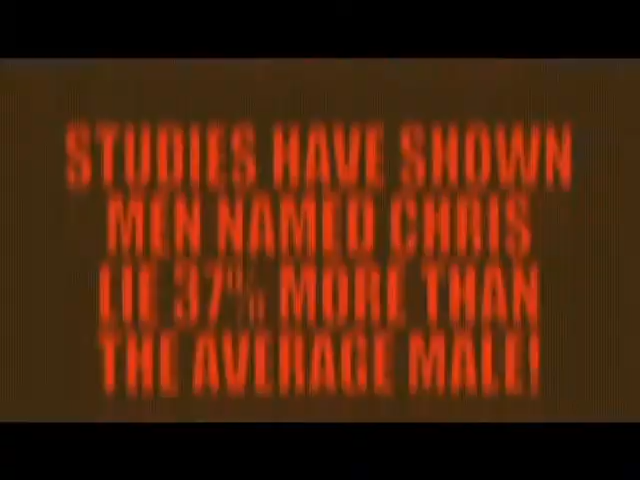 STUDIES HAVE SHOWN
MEN NAMED CHRIS
LIE 37% MORE THAN
THE AVERAGE MALE!